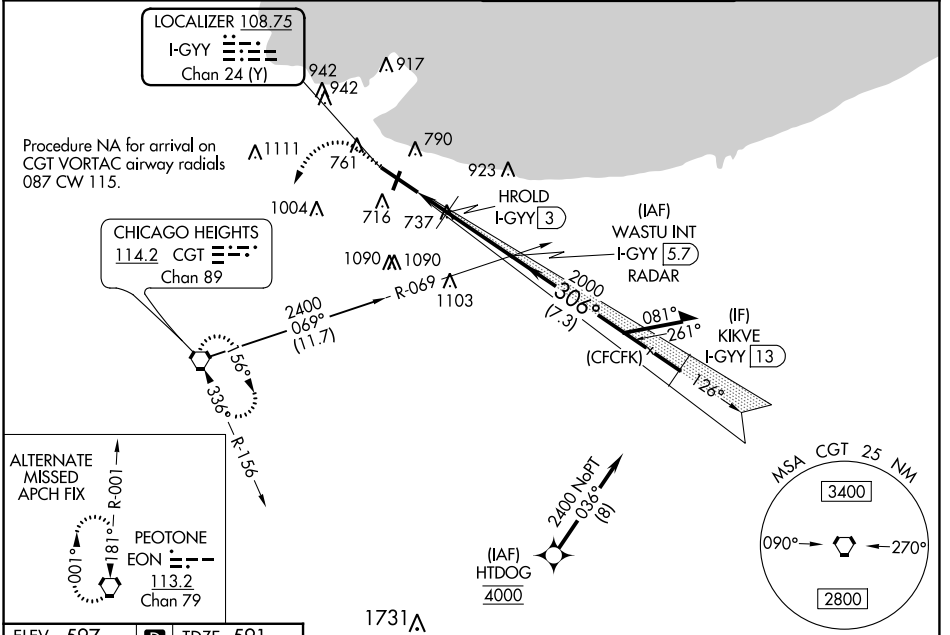 LOCALIZER 108.75
I-GYY
Chan 24 (Y)
942
942
917
Procedure NA for arrival on
CGT VORTAC airway radials
087 CW 115.
1111
761
790
923
1004
716
737
HROLD
I-GYY 3
(IAF)
WASTU INT
I-GYY 5.7
RADAR
CHICAGO HEIGHTS
114.2 CGT
Chan 89
1090
1090
R-069
1103
2400
069°
(11.7)
2000
306°
(7.3)
081°
261°
(IF)
KIKVE
I-GYY 13
(CFCFK)
126°
156°
336°
R-156
ALTERNATE
MISSED
APCH FIX
R-001
181°
001°
PEOTONE
EON
113.2
Chan 79
2400 NoPT
036°
(8)
(IAF)
HTDOG
4000
MSA CGT 25 NM
3400
090°
270°
2800
1731
ELEV 597 D TDZE 591